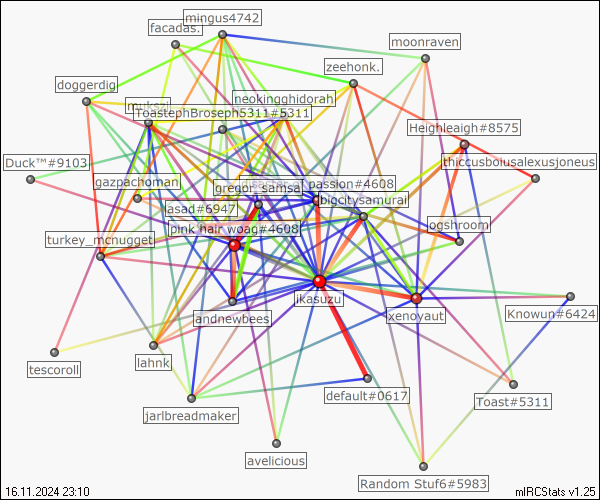 mingus4742
facadas.
moonraven
zeehonk.
doggerdig
neokingghidorah
mukszi
ToastephBroseph5311#5311
Heighleaigh#8575
Duck™#9103
thiccusboiusalexusjoneus
gazpachoman
gregor_samsa
passion#4608
bigcitysamurai
asad#6947
ogshroom
pink hair woag#4608
turkey_mcnugget
ikasuzu
andnewbees
xenoyaut
Knowun#6424
lahnk
tescoroll
default#0617
Toast#5311
jarlbreadmaker
avelicious
Random Stuf6#5983
16.11.2024 23:10
mIRCStats v1.25